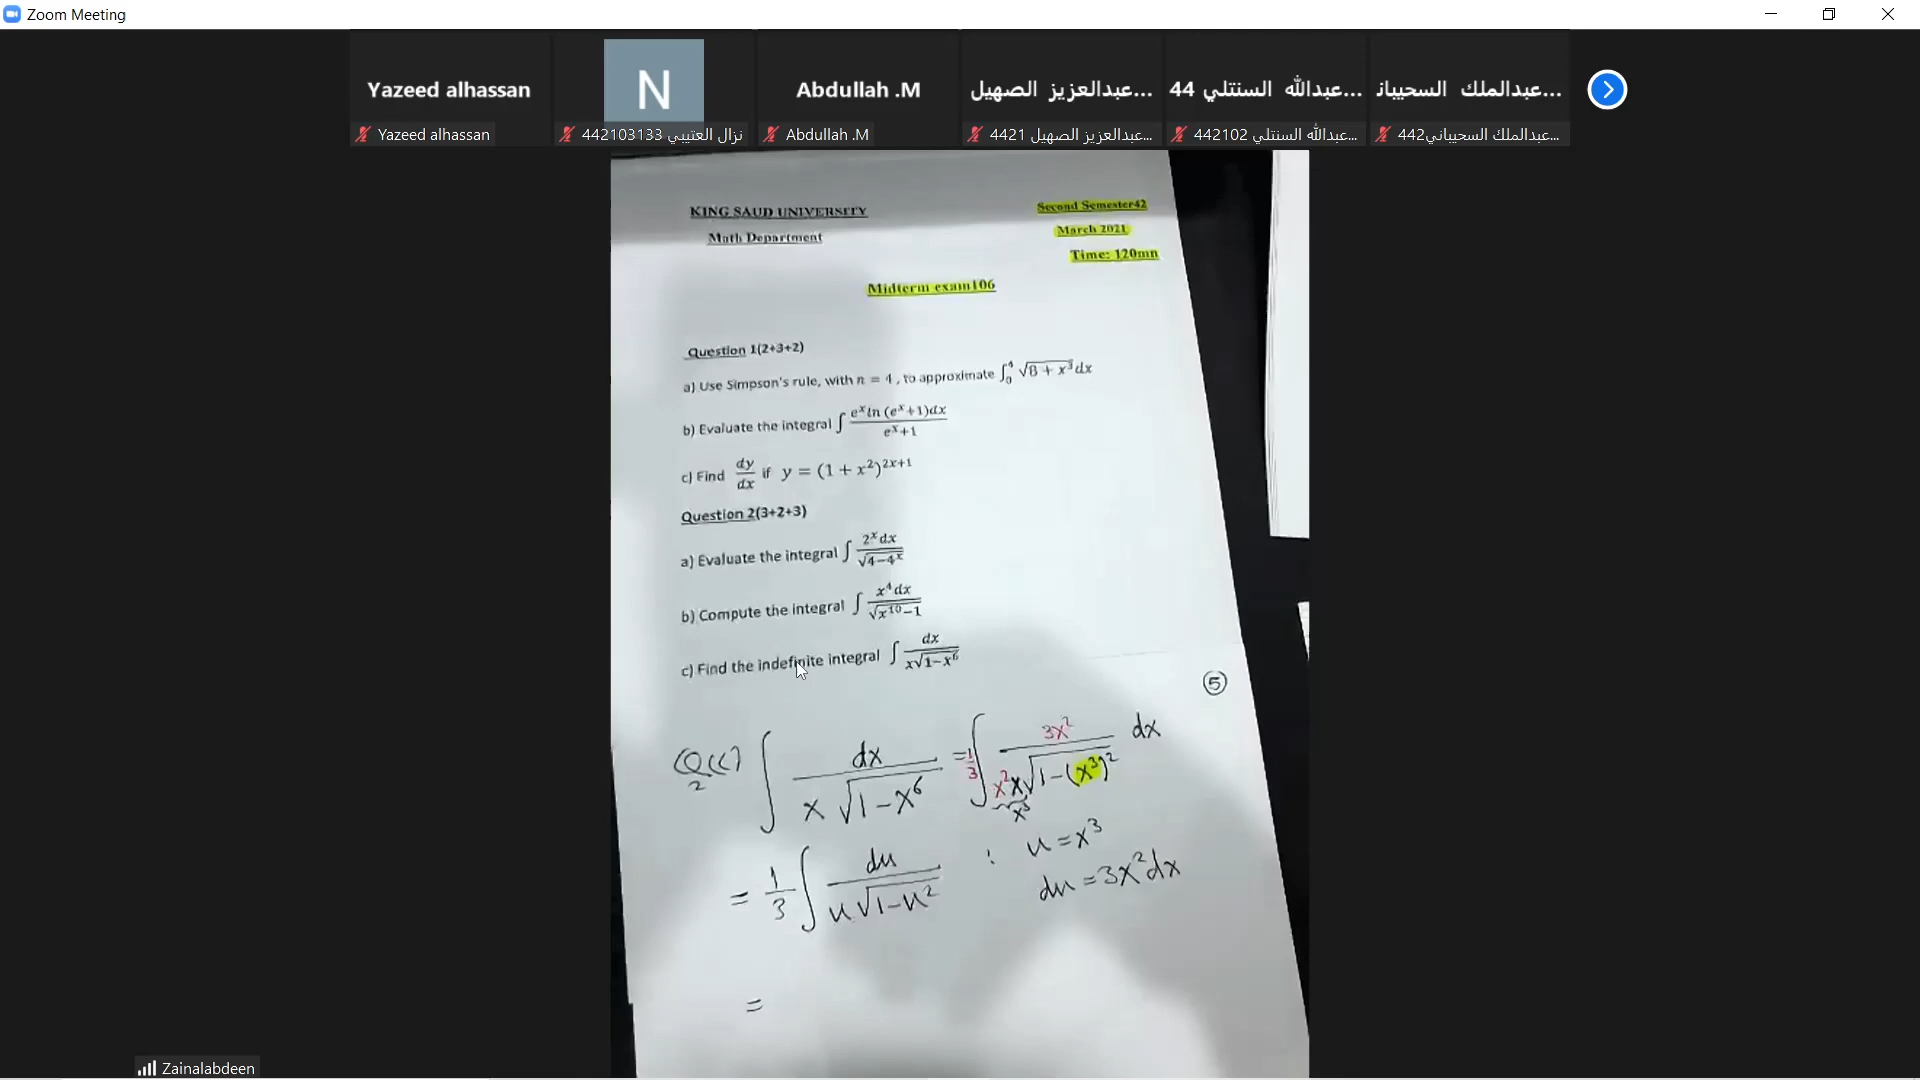 Zoom Meeting
Yazeed alhassan
N
Abdullah .M
عبدالعزيز الصهيل...
عبدالله السنتلي 44...
عبدالملك السحيباني...
Yazeed alhassan
نزال العتيبي 442103133
Abdullah .M
عبدالعزيز الصهيل 4421...
عبدالله السنتلي 442102...
عبدالملك السحيباني442...
KING SAUD UNIVERSITY
Second Semester42
Math Department
March 2021
Time: 120mn
Midterm exam106
Question 1(2+3+2)
a) Use Simpson's rule, with n = 4 , to approximate ∫₀⁴ √(8 + x³) dx
b) Evaluate the integral ∫ eˣ ln (eˣ+1)dx / (eˣ+1)
c) Find dy/dx if y = (1 + x²)²ˣ⁺¹
Question 2(3+2+3)
a) Evaluate the integral ∫ 2ˣ dx / √(4−4ˣ)
b) Compute the integral ∫ x⁴ dx / √(x¹⁰−1)
c) Find the indefinite integral ∫ dx / (x√(1−x⁶))
5
Q2 (c) ∫ dx / (x √(1−x⁶)) = 1/3 ∫ 3x² / (x² x √(1−(x³)²)) dx
x³
= 1/3 ∫ du / (u √(1−u²)) : u = x³
du = 3x² dx
=
Zainalabdeen